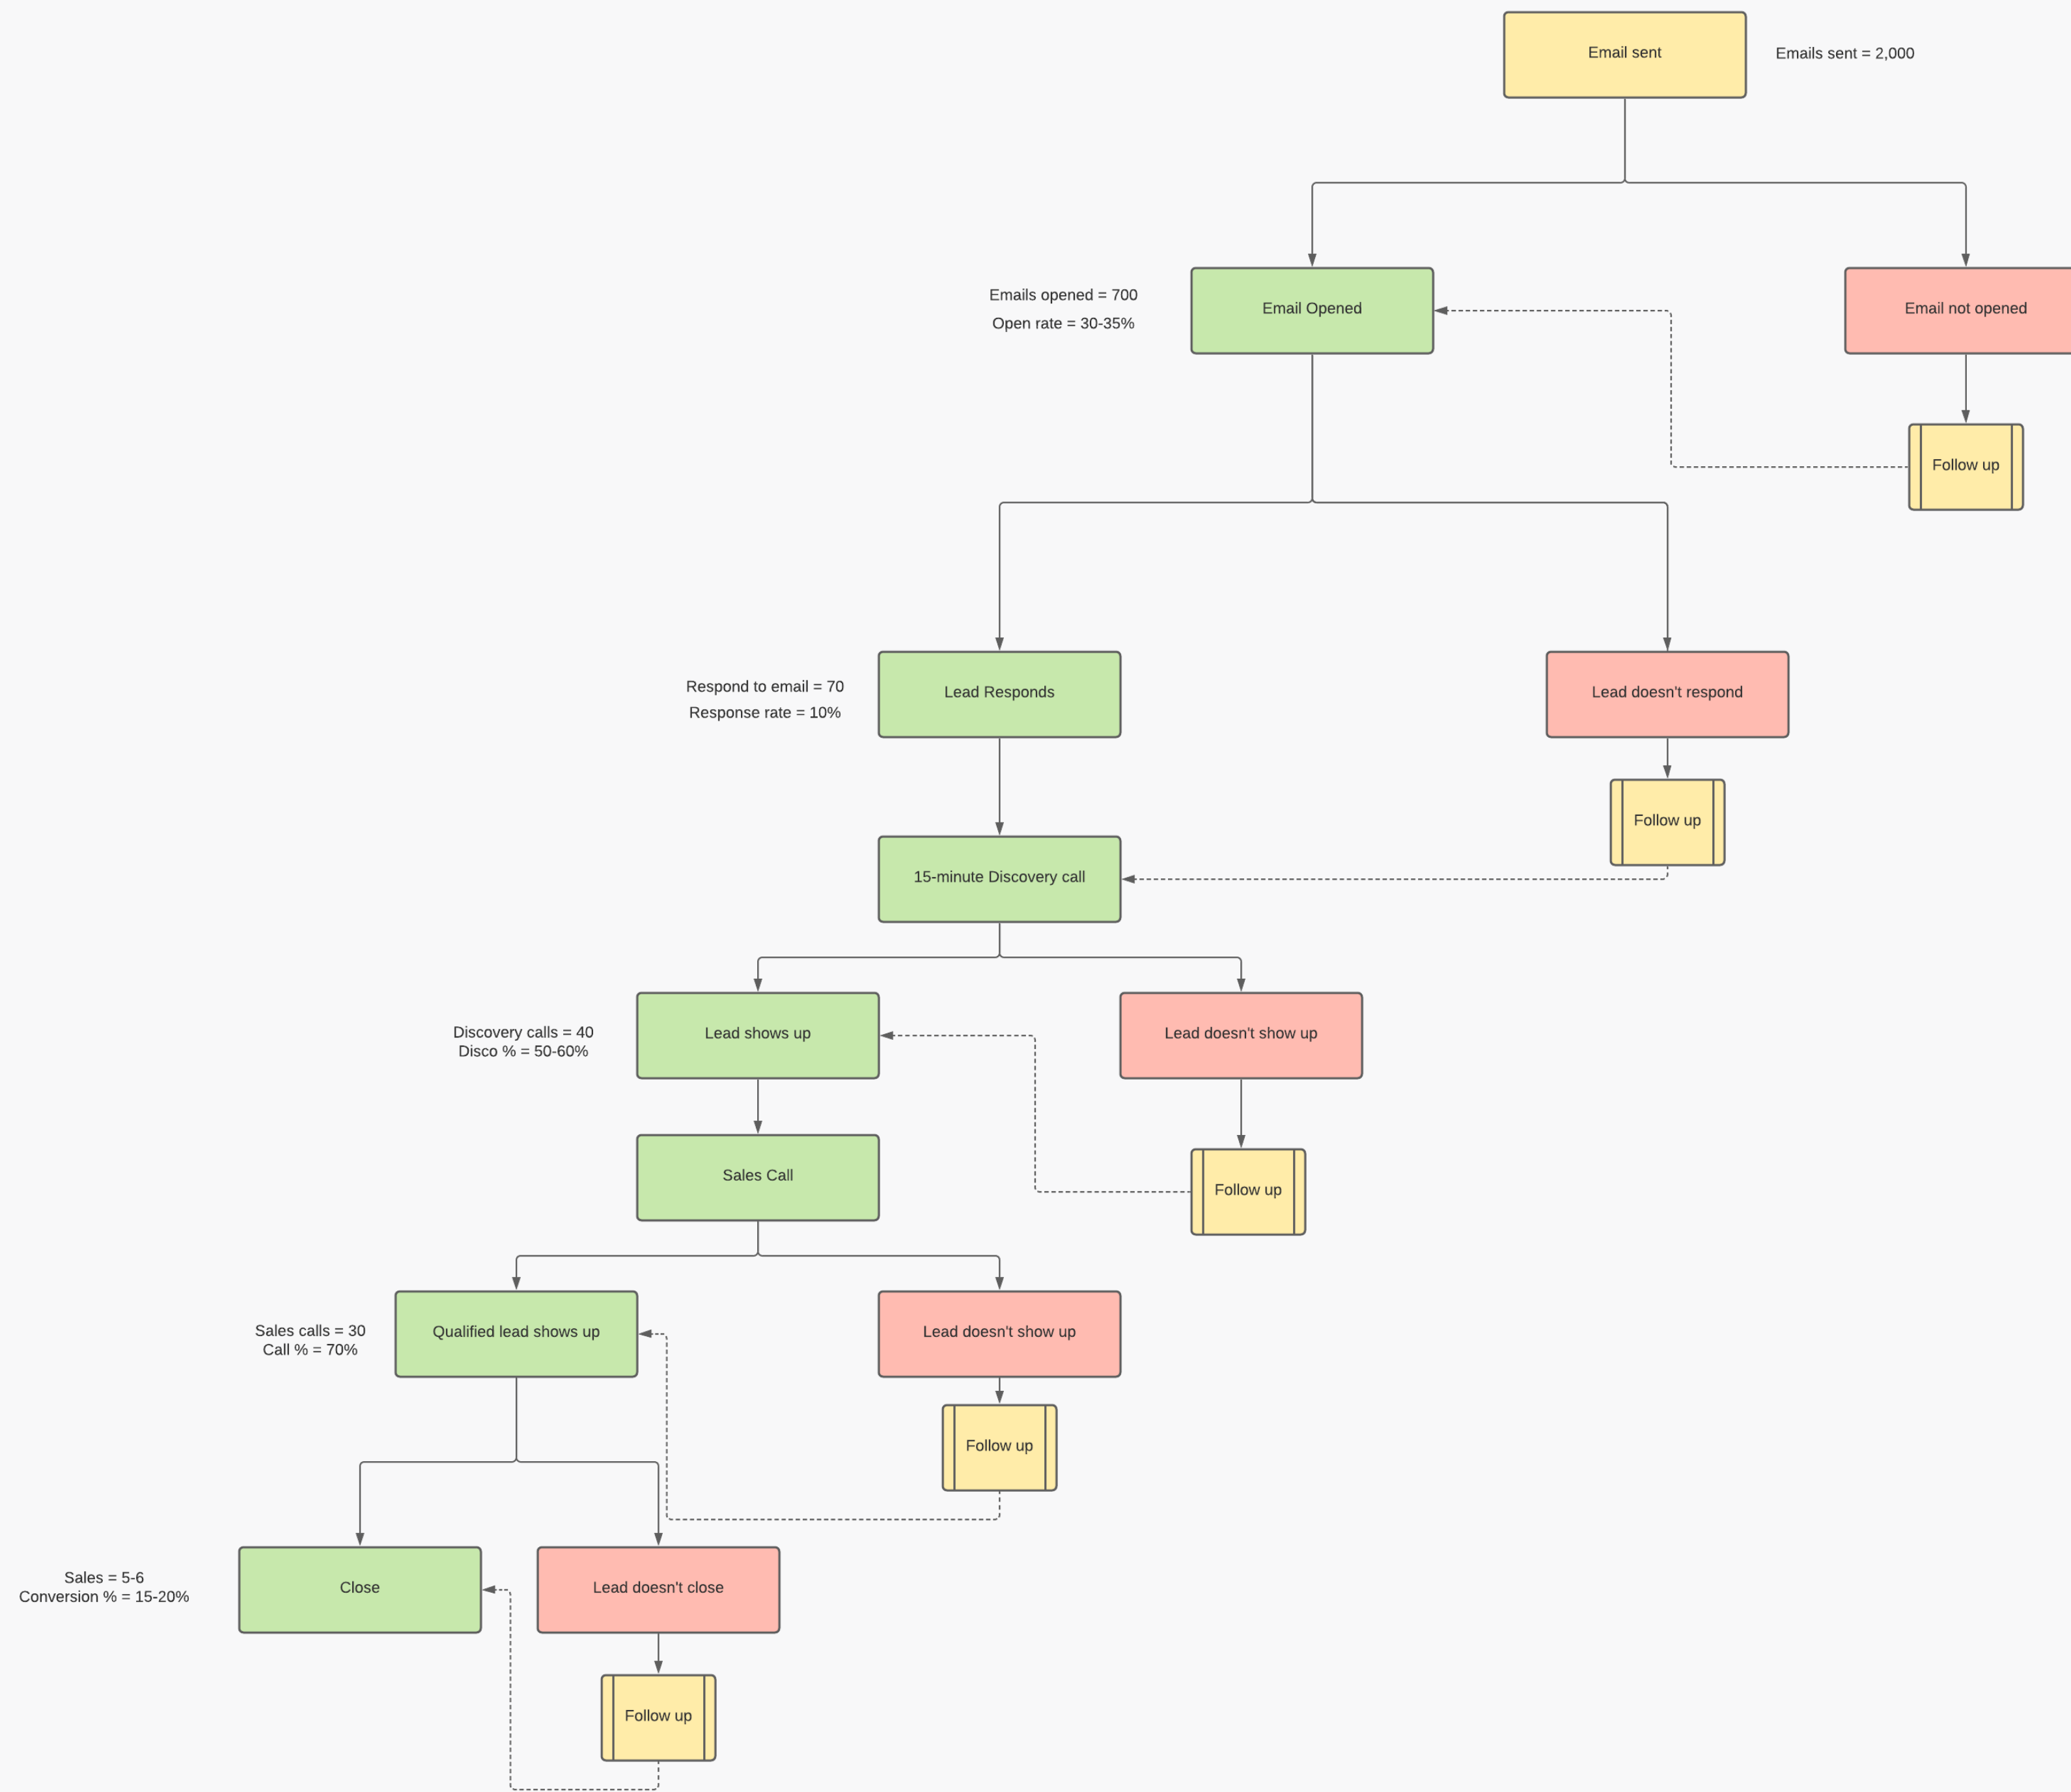 Email sent
Emails sent = 2,000
Emails opened = 700
Open rate = 30-35%
Email Opened
Email not opened
Follow up
Respond to email = 70
Response rate = 10%
Lead Responds
Lead doesn't respond
Follow up
15-minute Discovery call
Discovery calls = 40
Disco % = 50-60%
Lead shows up
Lead doesn't show up
Sales Call
Follow up
Sales calls = 30
Call % = 70%
Qualified lead shows up
Lead doesn't show up
Follow up
Sales = 5-6
Conversion % = 15-20%
Close
Lead doesn't close
Follow up